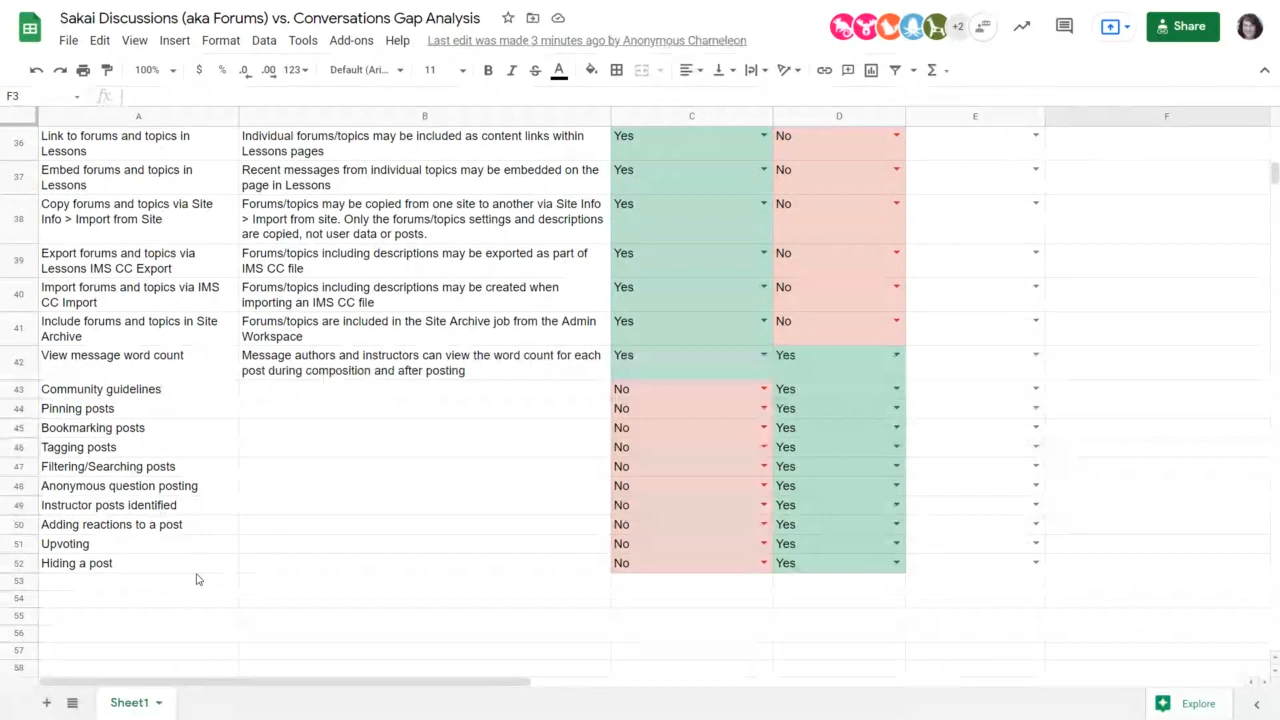 Sakai Discussions (aka Forums) vs. Conversations Gap Analysis
+2
Share
File Edit View Insert Format Data Tools Add-ons Help Last edit was made 3 minutes ago by Anonymous Chameleon
100% $ % .0 .00 123 Default (Ari... 11 B I S A Σ
F3 fx
A B C D E F
36 Link to forums and topics in Lessons Individual forums/topics may be included as content links within Lessons pages Yes No
37 Embed forums and topics in Lessons Recent messages from individual topics may be embedded on the page in Lessons Yes No
38 Copy forums and topics via Site Info > Import from Site Forums/topics may be copied from one site to another via Site Info > Import from site. Only the forums/topics settings and descriptions are copied, not user data or posts. Yes No
39 Export forums and topics via Lessons IMS CC Export Forums/topics including descriptions may be exported as part of IMS CC file Yes No
40 Import forums and topics via IMS CC Import Forums/topics including descriptions may be created when importing an IMS CC file Yes No
41 Include forums and topics in Site Archive Forums/topics are included in the Site Archive job from the Admin Workspace Yes No
42 View message word count Message authors and instructors can view the word count for each post during composition and after posting Yes Yes
43 Community guidelines No Yes
44 Pinning posts No Yes
45 Bookmarking posts No Yes
46 Tagging posts No Yes
47 Filtering/Searching posts No Yes
48 Anonymous question posting No Yes
49 Instructor posts identified No Yes
50 Adding reactions to a post No Yes
51 Upvoting No Yes
52 Hiding a post No Yes
53
54
55
56
57
58
Sheet1
Explore